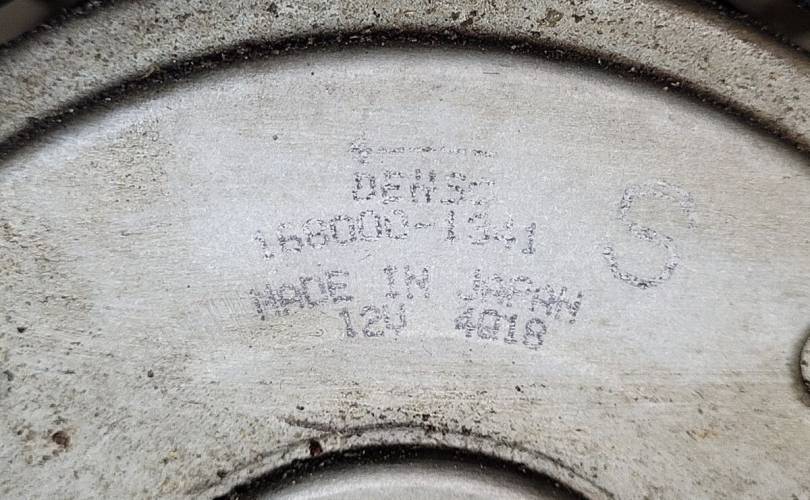 DENSO
S
168000-1341
MADE IN JAPAN
12V 4018